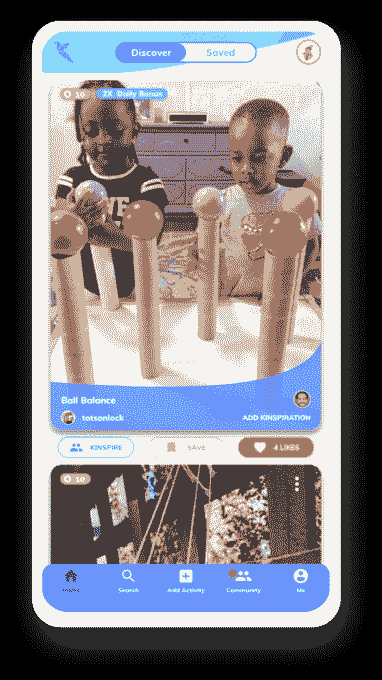 Discover
Saved
10
2X Daily Bonus
Ball Balance
totsonlock
ADD KINSPIRATION
KINSPIRE
SAVE
4 LIKES
10
Search
Add Activity
Community
Me